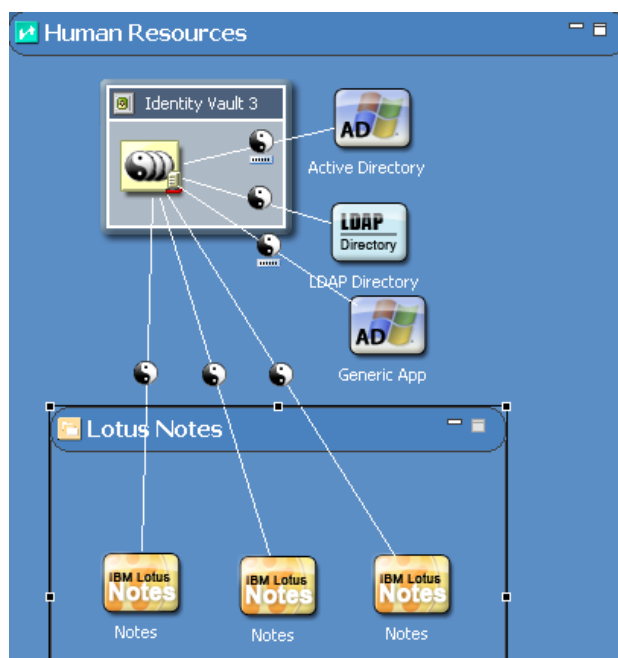 Human Resources
Identity Vault 3
AD
Active Directory
LDAP
Directory
LDAP Directory
AD
Generic App
Lotus Notes
IBM Lotus
Notes
Notes
IBM Lotus
Notes
Notes
IBM Lotus
Notes
Notes